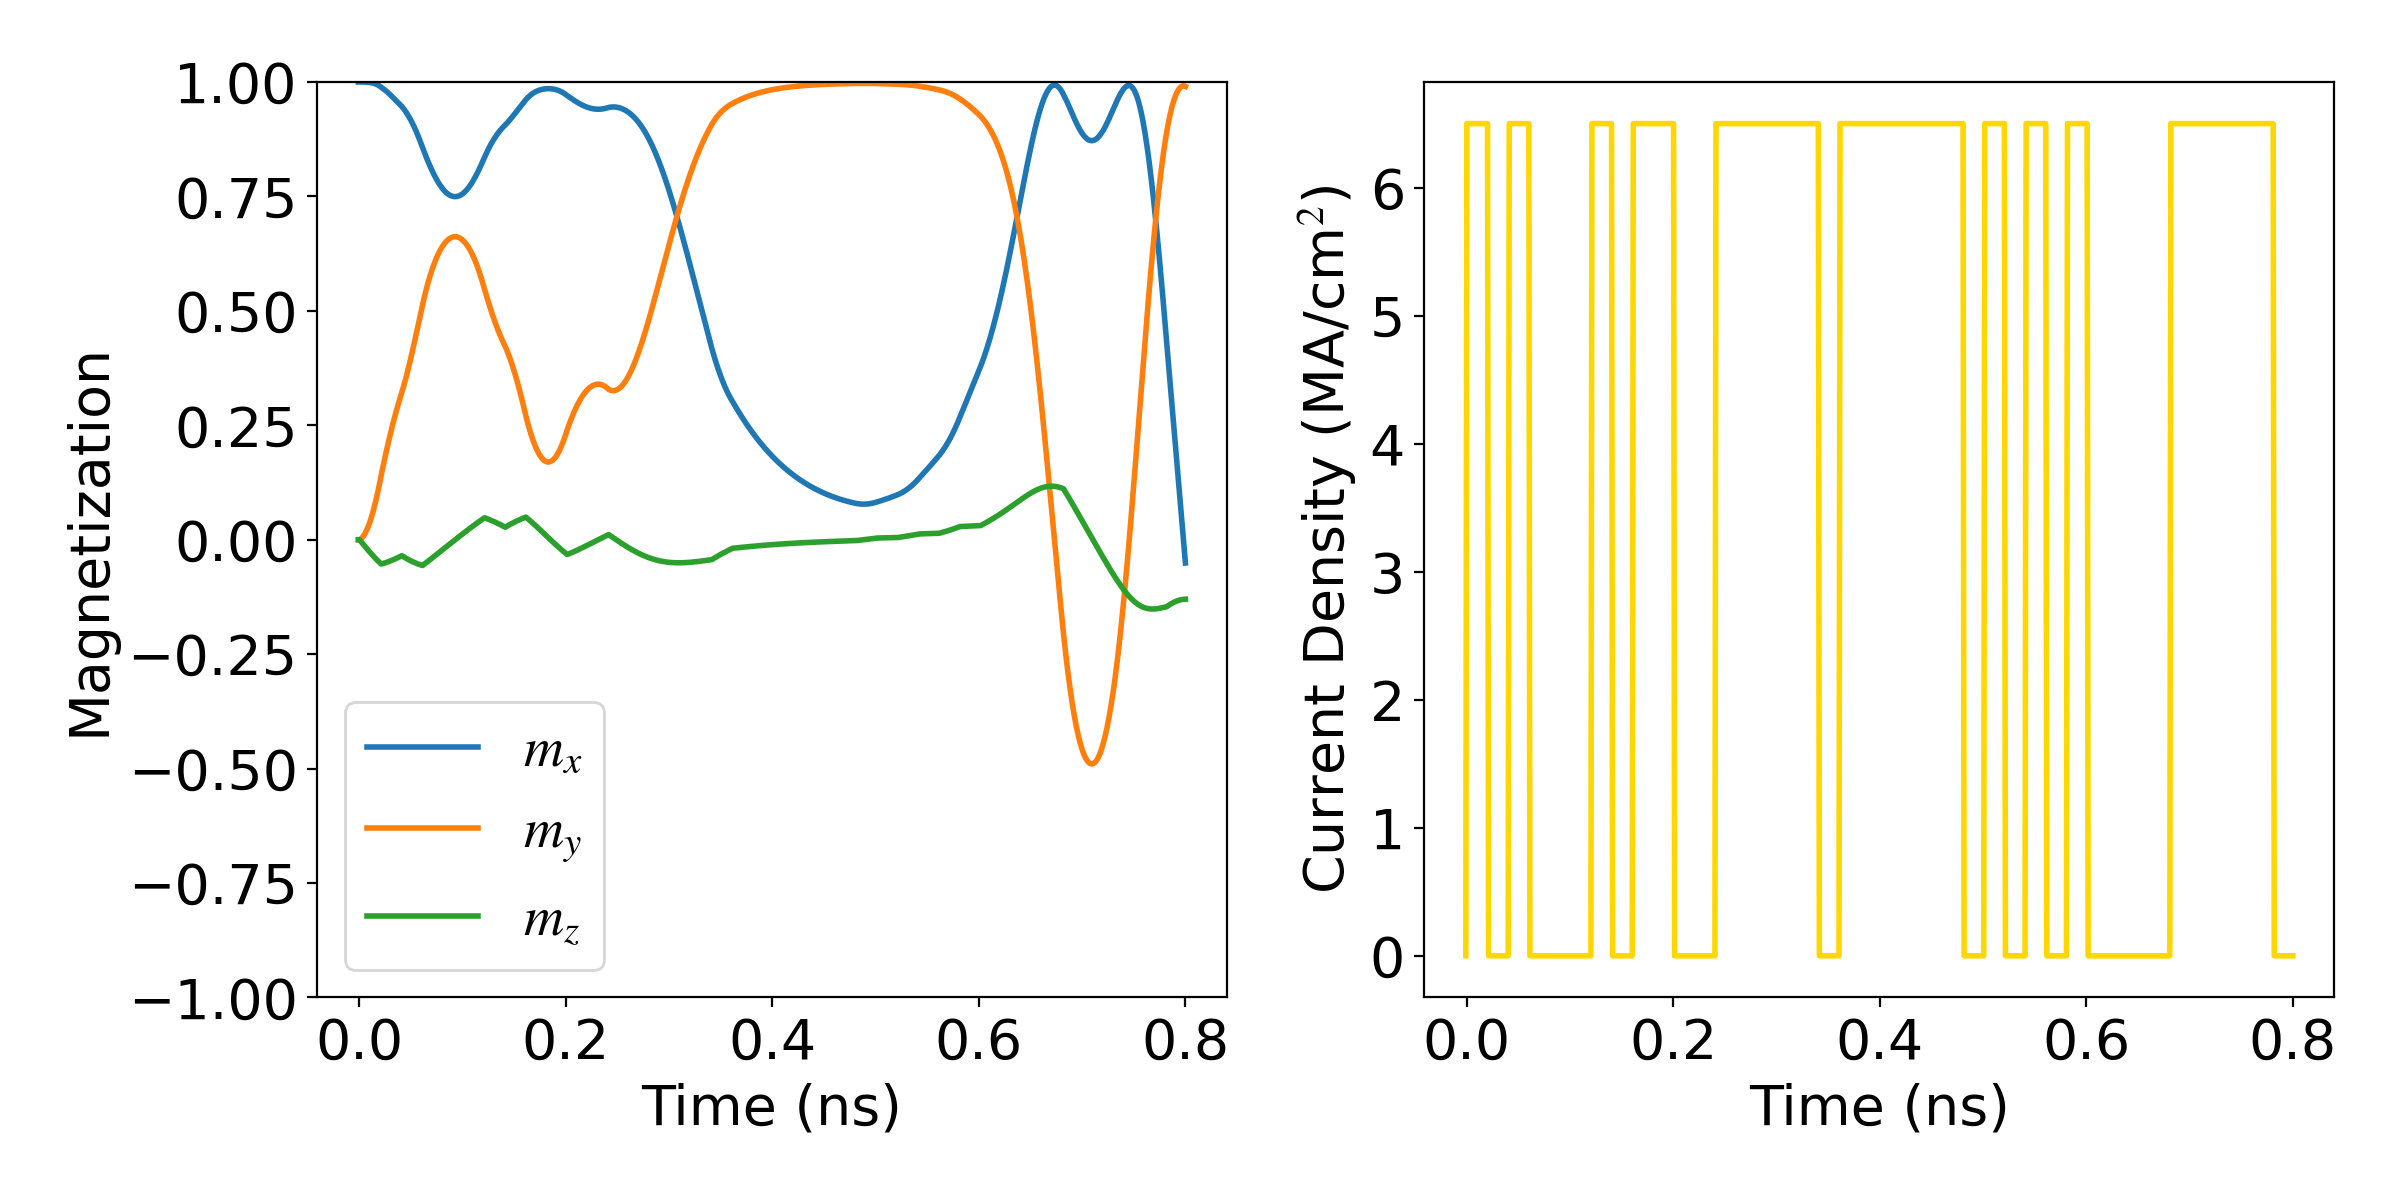 1.00
0.75
0.50
0.25
0.00
−0.25
−0.50
−0.75
−1.00
Magnetization
m_x
m_y
m_z
0.0 0.2 0.4 0.6 0.8
Time (ns)
6
5
4
3
2
1
0
Current Density (MA/cm²)
0.0 0.2 0.4 0.6 0.8
Time (ns)